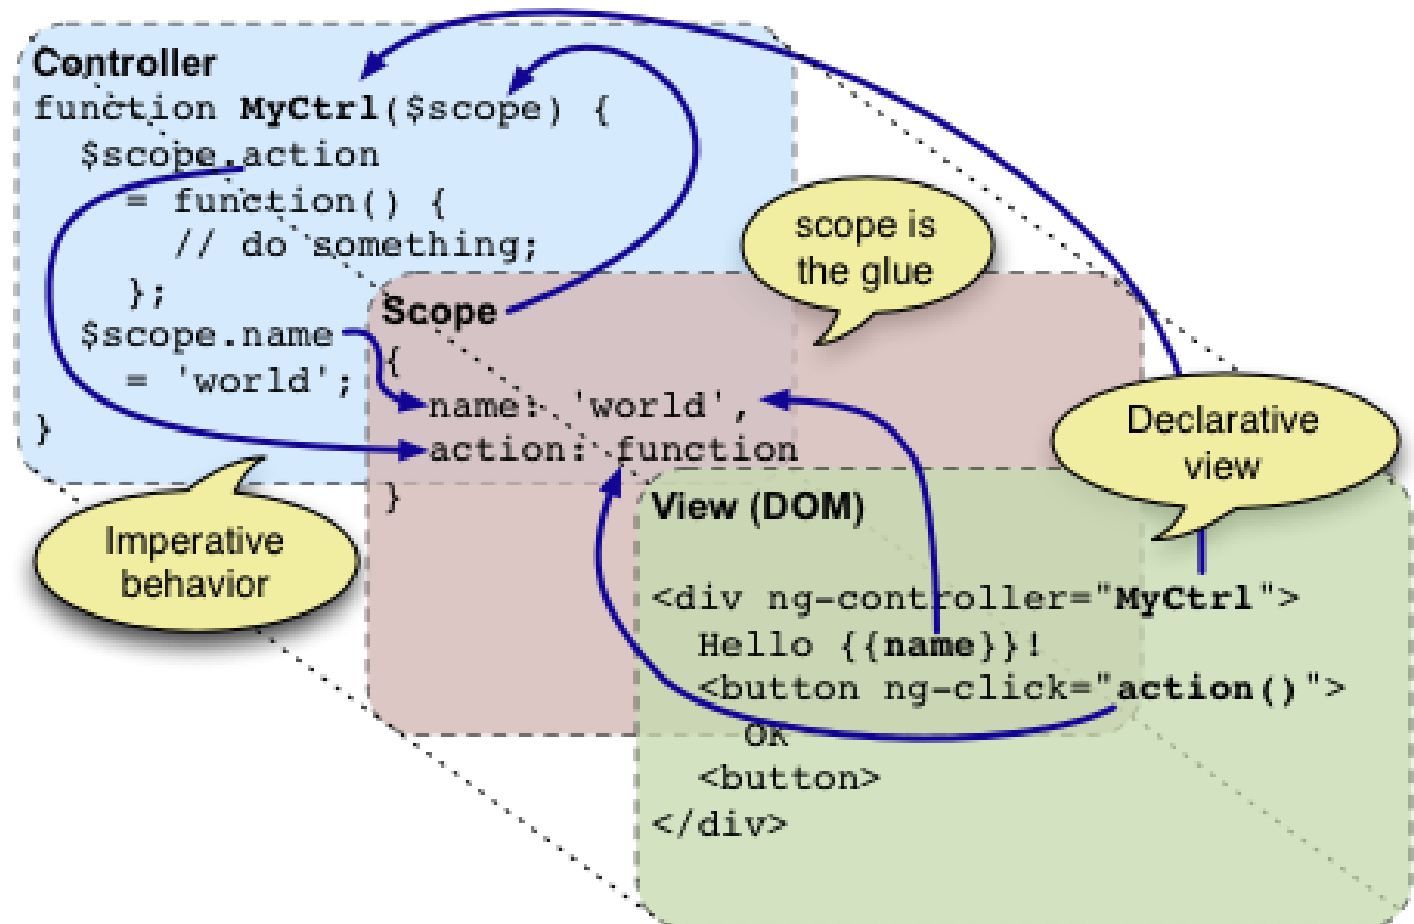 Controller
function MyCtrl($scope) {
$scope.action
= function() {
// do something;
};
$scope.name
= 'world';
}
Imperative
behavior
scope is
the glue
Scope
{
name: 'world',
action: function
}
Declarative
view
View (DOM)
<div ng-controller="MyCtrl">
Hello {{name}}!
<button ng-click="action()">
OK
<button>
</div>